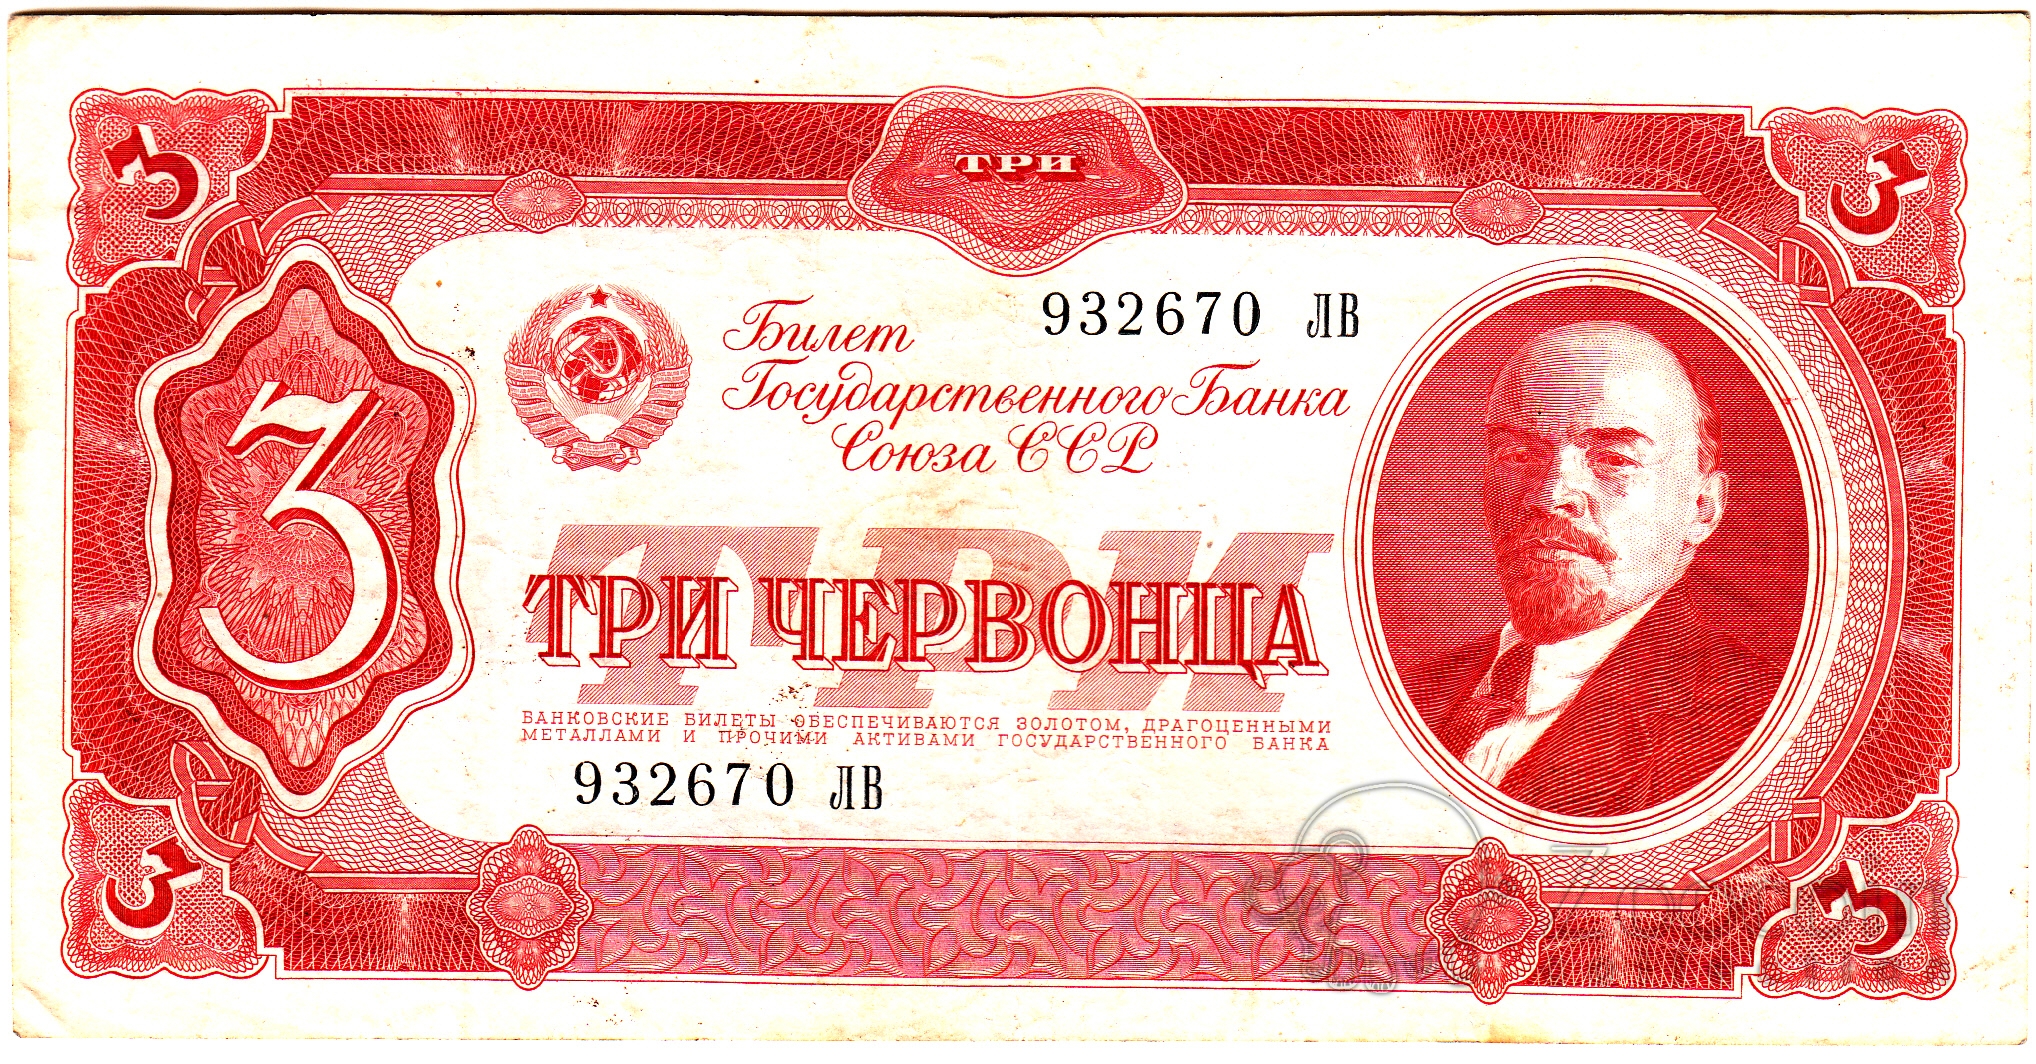 3 ТРИ 3
932670 ЛВ
Билет
Государственного Банка
Союза ССР
3
ТРИ
ТРИ ЧЕРВОНЦА
БАНКОВСКИЕ БИЛЕТЫ ОБЕСПЕЧИВАЮТСЯ ЗОЛОТОМ, ДРАГОЦЕННЫМИ
МЕТАЛЛАМИ И ПРОЧИМИ АКТИВАМИ ГОСУДАРСТВЕННОГО БАНКА
932670 ЛВ
3 3